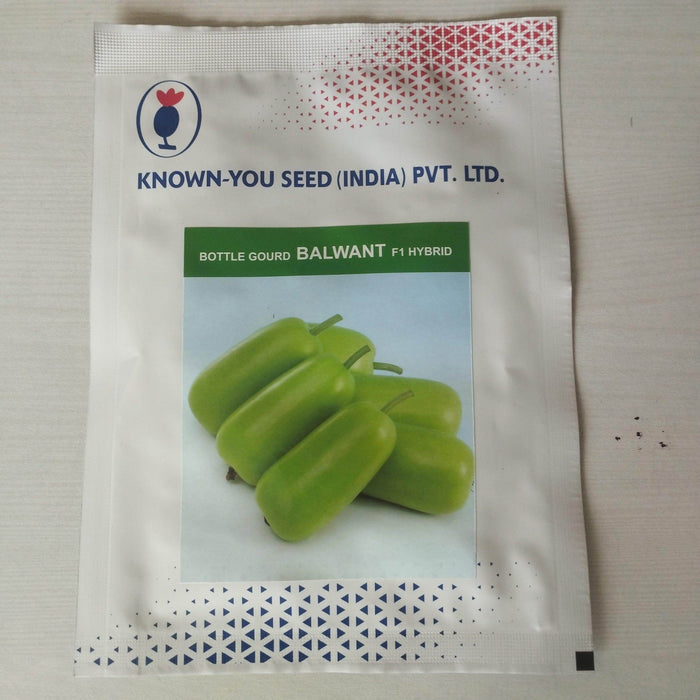 KNOWN-YOU SEED (INDIA) PVT. LTD.
BOTTLE GOURD BALWANT F1 HYBRID